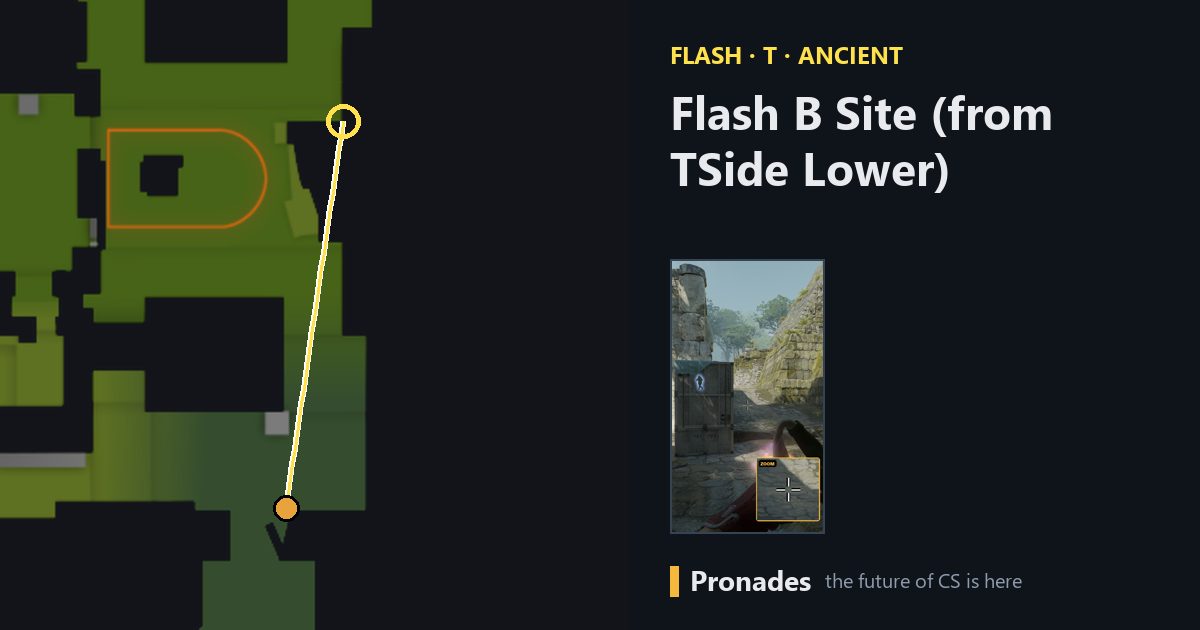 FLASH · T · ANCIENT
Flash B Site (from
TSide Lower)
ZOOM
Pronades the future of CS is here